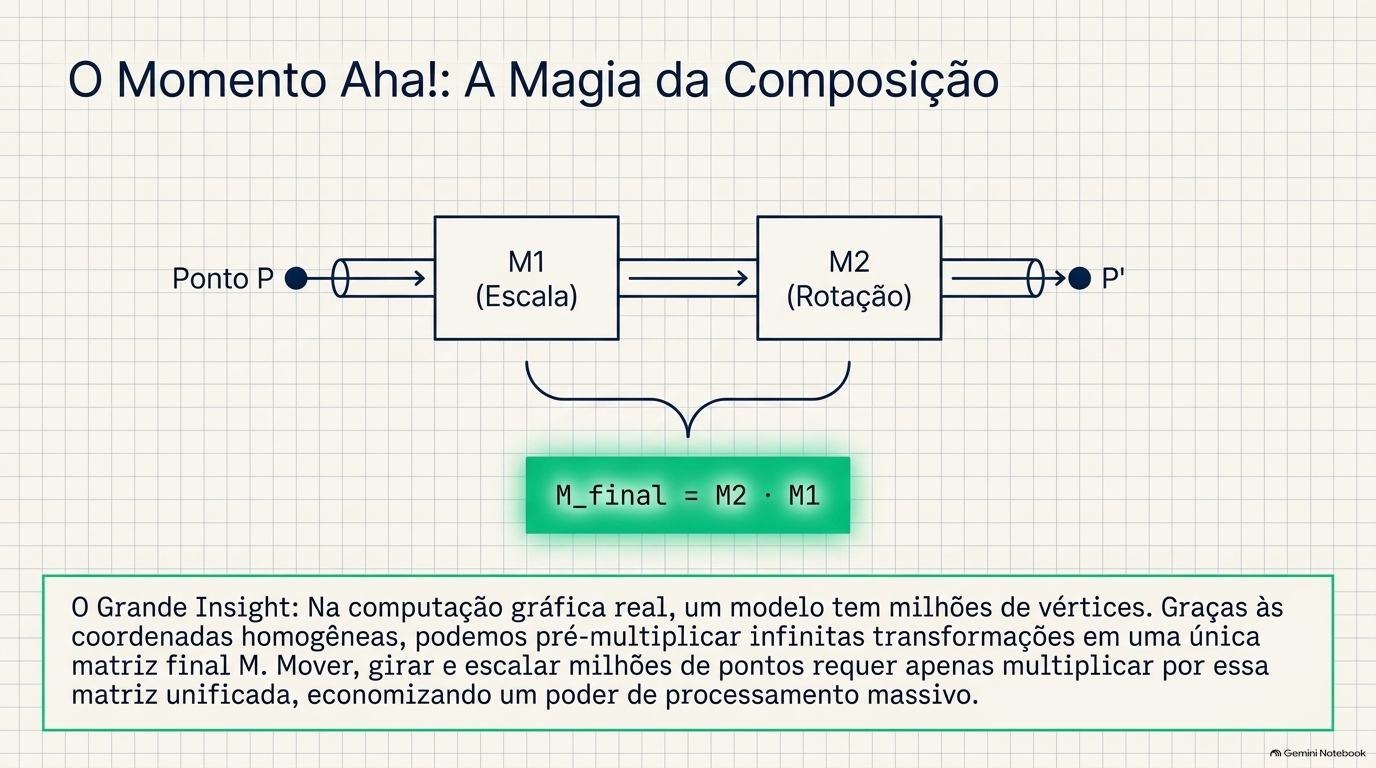 O Momento Aha!: A Magia da Composição
Ponto P
M1
(Escala)
M2
(Rotação)
P'
M_final = M2 · M1
O Grande Insight: Na computação gráfica real, um modelo tem milhões de vértices. Graças às
coordenadas homogêneas, podemos pré-multiplicar infinitas transformações em uma única
matriz final M. Mover, girar e escalar milhões de pontos requer apenas multiplicar por essa
matriz unificada, economizando um poder de processamento massivo.
Gemini Notebook